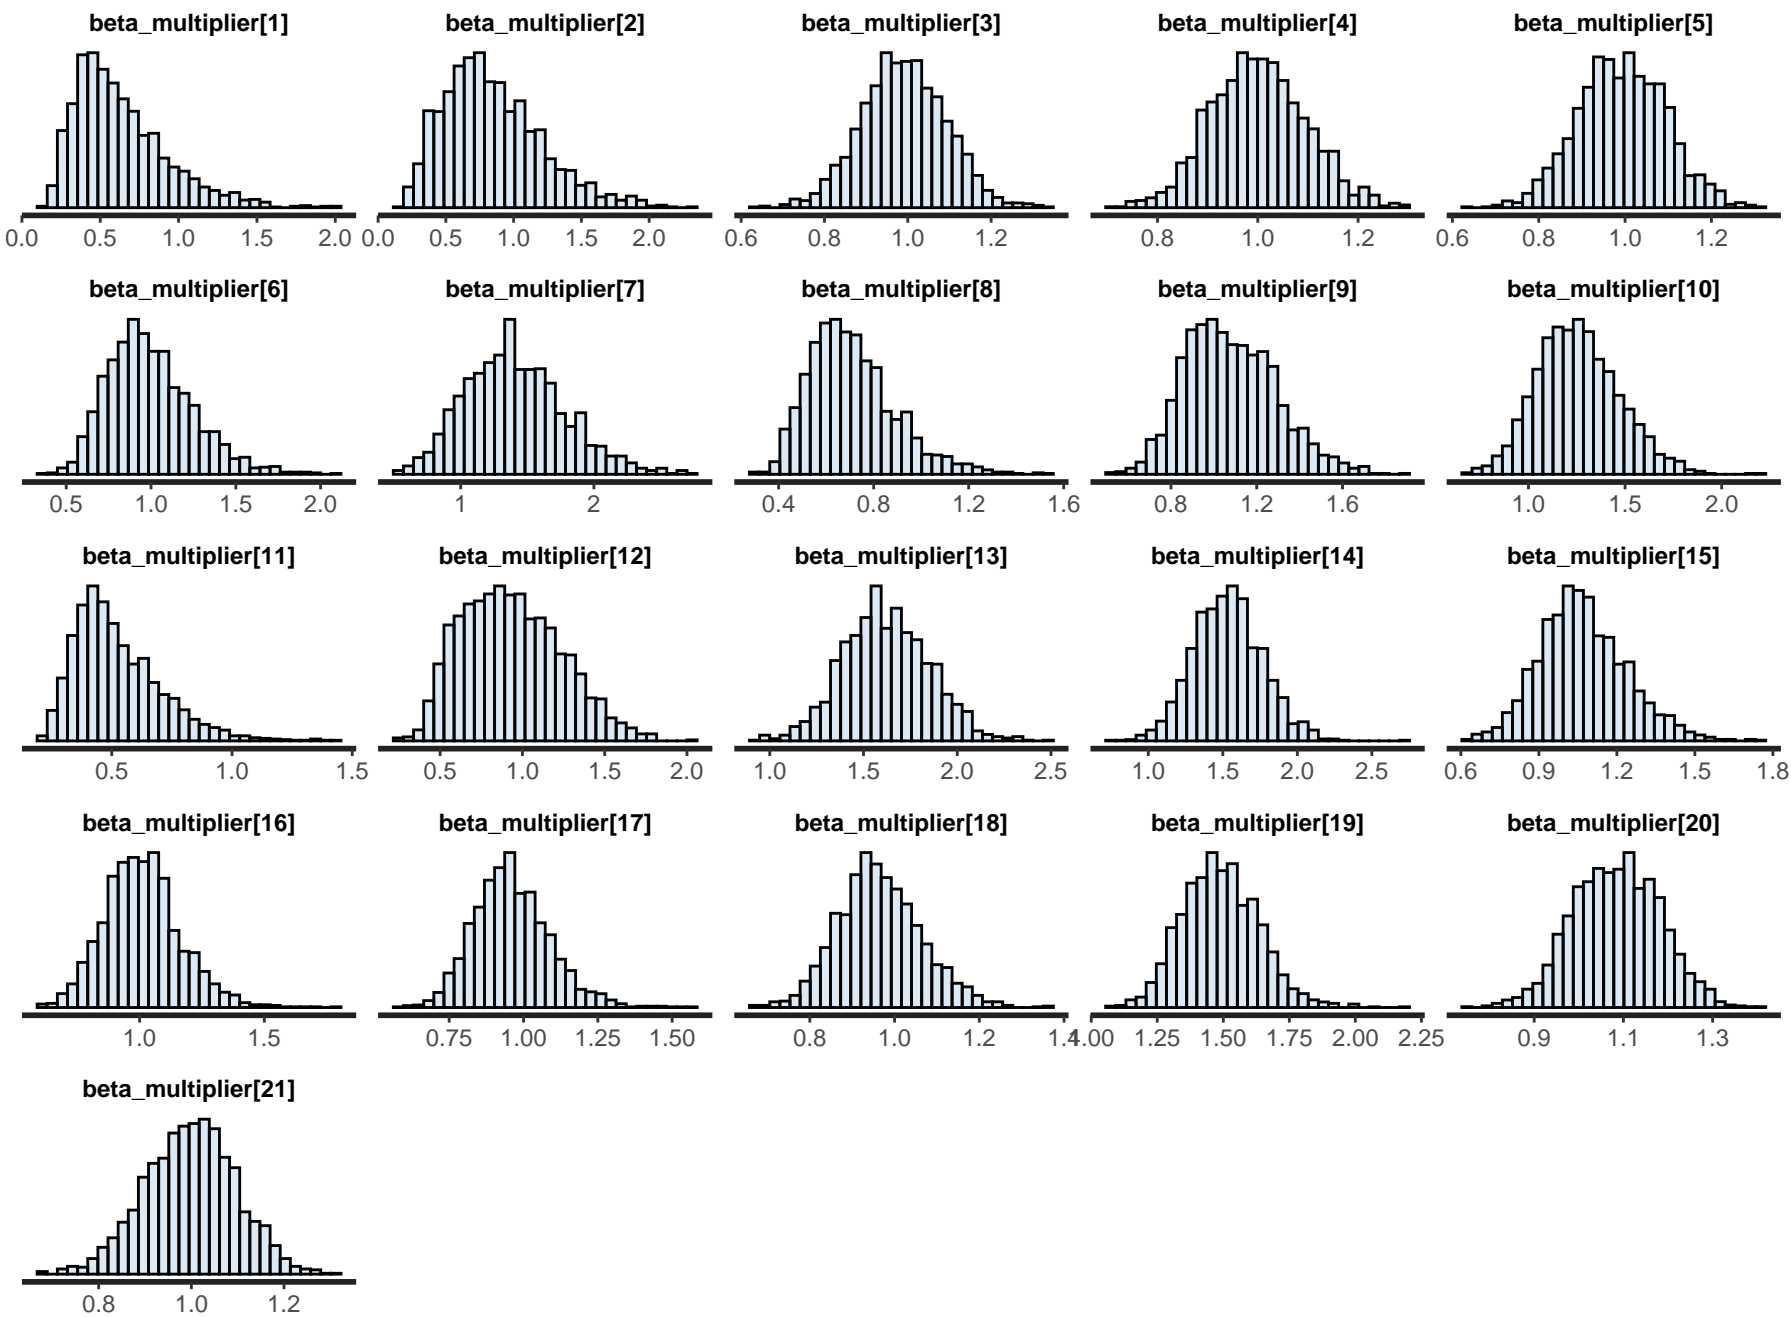 beta_multiplier[1] beta_multiplier[2] beta_multiplier[3] beta_multiplier[4] beta_multiplier[5]
0.0 0.5 1.0 1.5 2.0 0.0 0.5 1.0 1.5 2.0 0.6 0.8 1.0 1.2 0.8 1.0 1.2 0.6 0.8 1.0 1.2
beta_multiplier[6] beta_multiplier[7] beta_multiplier[8] beta_multiplier[9] beta_multiplier[10]
0.5 1.0 1.5 2.0 1 2 0.4 0.8 1.2 1.6 0.8 1.2 1.6 1.0 1.5 2.0
beta_multiplier[11] beta_multiplier[12] beta_multiplier[13] beta_multiplier[14] beta_multiplier[15]
0.5 1.0 1.5 0.5 1.0 1.5 2.0 1.0 1.5 2.0 2.5 1.0 1.5 2.0 2.5 0.6 0.9 1.2 1.5 1.8
beta_multiplier[16] beta_multiplier[17] beta_multiplier[18] beta_multiplier[19] beta_multiplier[20]
1.0 1.5 0.75 1.00 1.25 1.50 0.8 1.0 1.2 1.4 1.00 1.25 1.50 1.75 2.00 2.25 0.9 1.1 1.3
beta_multiplier[21]
0.8 1.0 1.2